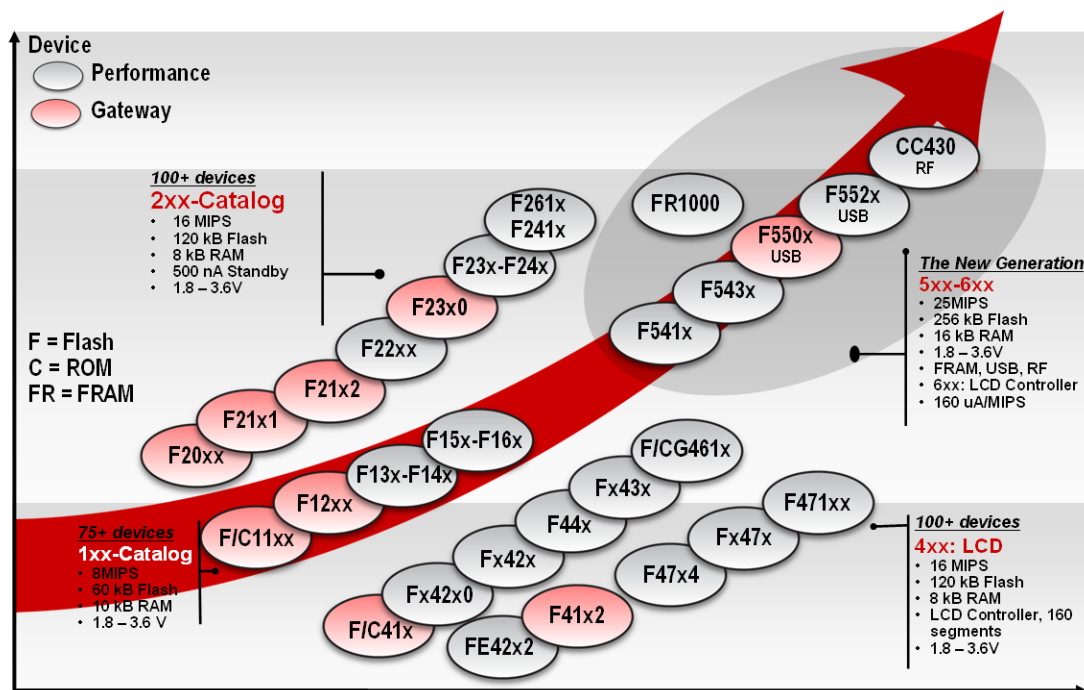 Device
Performance
Gateway
100+ devices
2xx-Catalog
• 16 MIPS
• 120 kB Flash
• 8 kB RAM
• 500 nA Standby
• 1.8 – 3.6V
F = Flash
C = ROM
FR = FRAM
F20xx
F21x1
F21x2
F22xx
F23x0
F23x-F24x
F261x
F241x
FR1000
CC430
RF
F552x
USB
F550x
USB
F543x
F541x
The New Generation
5xx-6xx
• 25MIPS
• 256 kB Flash
• 16 kB RAM
• 1.8 – 3.6V
• FRAM, USB, RF
• 6xx: LCD Controller
• 160 uA/MIPS
75+ devices
1xx-Catalog
• 8MIPS
• 60 kB Flash
• 10 kB RAM
• 1.8 – 3.6 V
F/C11xx
F12xx
F13x-F14x
F15x-F16x
F/C41x
Fx42x0
Fx42x
F44x
Fx43x
F/CG461x
FE42x2
F41x2
F47x4
Fx47x
F471xx
100+ devices
4xx: LCD
• 16 MIPS
• 120 kB Flash
• 8 kB RAM
• LCD Controller, 160
segments
• 1.8 – 3.6V